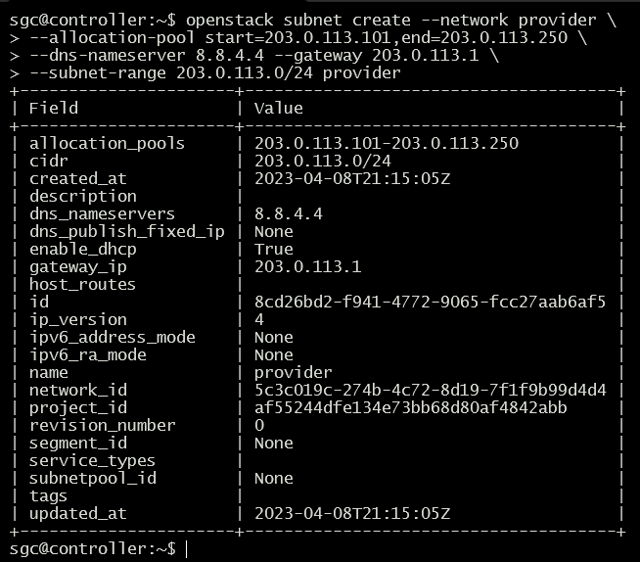 sgc@controller:~$ openstack subnet create --network provider \
> --allocation-pool start=203.0.113.101,end=203.0.113.250 \
> --dns-nameserver 8.8.4.4 --gateway 203.0.113.1 \
> --subnet-range 203.0.113.0/24 provider
+----------------------+--------------------------------------+
| Field                | Value                                |
+----------------------+--------------------------------------+
| allocation_pools     | 203.0.113.101-203.0.113.250          |
| cidr                 | 203.0.113.0/24                       |
| created_at           | 2023-04-08T21:15:05Z                 |
| description          |                                      |
| dns_nameservers      | 8.8.4.4                              |
| dns_publish_fixed_ip | None                                 |
| enable_dhcp          | True                                 |
| gateway_ip           | 203.0.113.1                          |
| host_routes          |                                      |
| id                   | 8cd26bd2-f941-4772-9065-fcc27aab6af5 |
| ip_version           | 4                                    |
| ipv6_address_mode    | None                                 |
| ipv6_ra_mode         | None                                 |
| name                 | provider                             |
| network_id           | 5c3c019c-274b-4c72-8d19-7f1f9b99d4d4 |
| project_id           | af55244dfe134e73bb68d80af4842abb     |
| revision_number      | 0                                    |
| segment_id           | None                                 |
| service_types        |                                      |
| subnetpool_id        | None                                 |
| tags                 |                                      |
| updated_at           | 2023-04-08T21:15:05Z                 |
+----------------------+--------------------------------------+
sgc@controller:~$